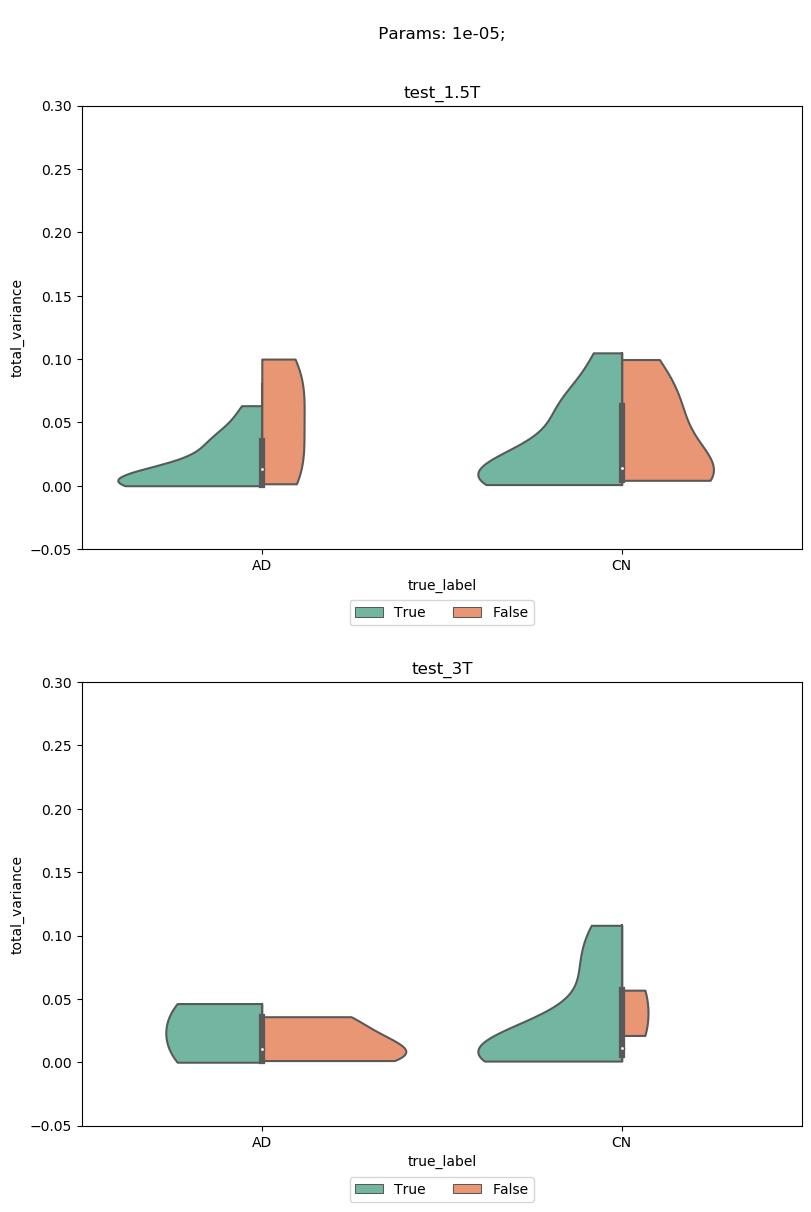 Params: 1e-05;
test_1.5T
0.30
0.25
0.20
0.15
0.10
0.05
0.00
−0.05
total_variance
AD CN
true_label
True False
test_3T
0.30
0.25
0.20
0.15
0.10
0.05
0.00
−0.05
total_variance
AD CN
true_label
True False